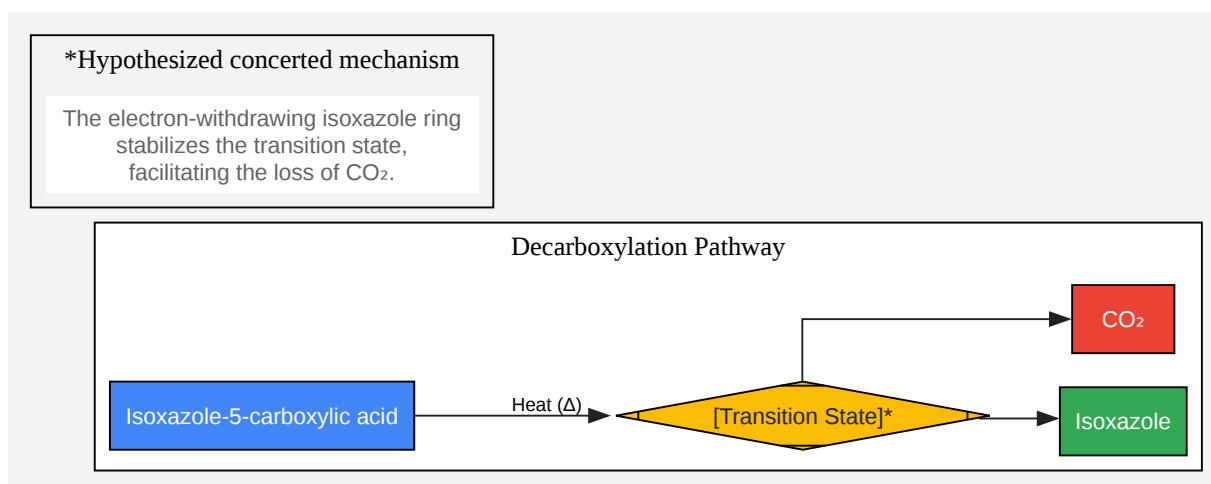 *Hypothesized concerted mechanism
The electron-withdrawing isoxazole ring
stabilizes the transition state,
facilitating the loss of CO₂.
Decarboxylation Pathway
CO₂
Isoxazole-5-carboxylic acid
Heat (Δ)
[Transition State]*
Isoxazole